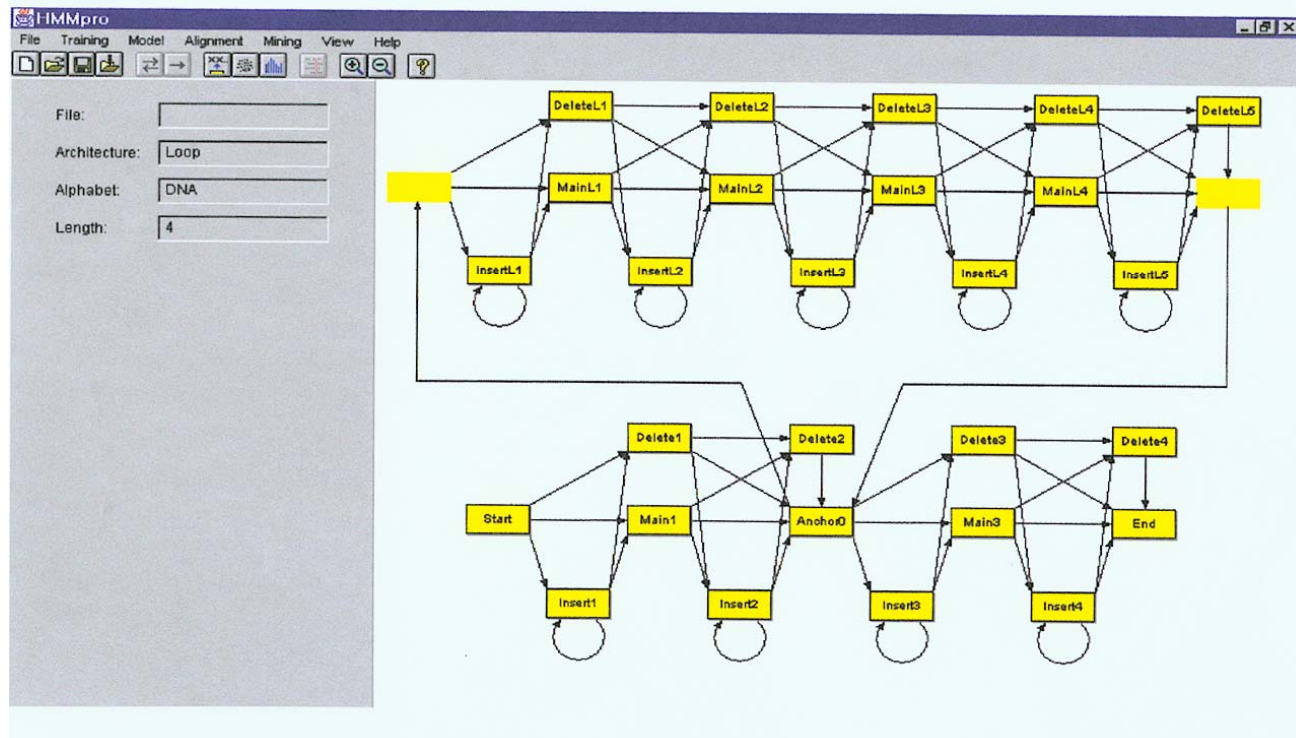 HMMpro
File Training Model Alignment Mining View Help
File:
Architecture: Loop
Alphabet: DNA
Length: 4
DeleteL1 DeleteL2 DeleteL3 DeleteL4 DeleteL5
MainL1 MainL2 MainL3 MainL4
InsertL1 InsertL2 InsertL3 InsertL4 InsertL5
Delete1 Delete2 Delete3 Delete4
Start Main1 Anchor0 Main3 End
Insert1 Insert2 Insert3 Insert4